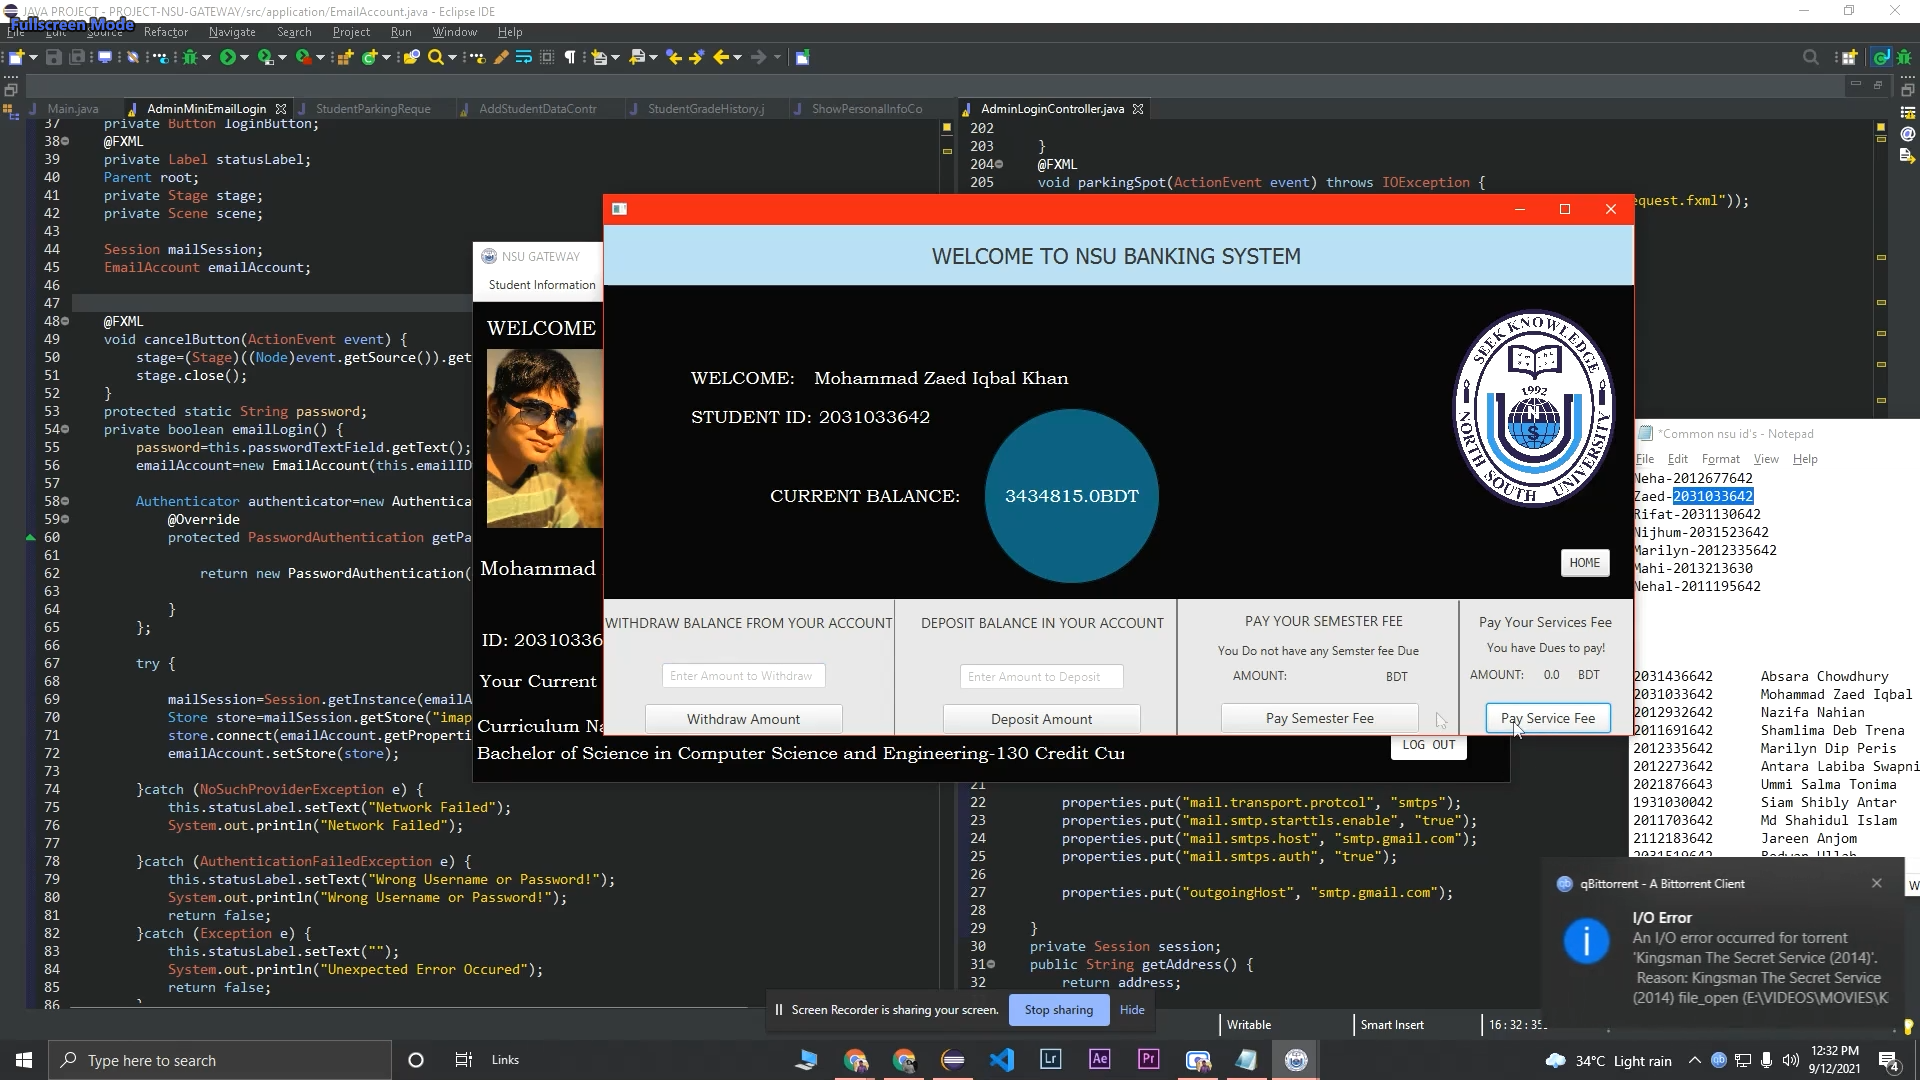 JAVA PROJECT - PROJECT-NSU-GATEWAY/src/application/EmailAccount.java - Eclipse IDE
Fullscreen Mode
File Edit Source Refactor Navigate Search Project Run Window Help
Main.java AdminMiniEmailLogin StudentParkingReque AddStudentDataContr StudentGradeHistory.j ShowPersonalInfoCo
37 private Button loginButton;
38 @FXML
39 private Label statusLabel;
40 Parent root;
41 private Stage stage;
42 private Scene scene;
43
44 Session mailSession;
45 EmailAccount emailAccount;
46
47
48 @FXML
49 void cancelButton(ActionEvent event) {
50 stage=(Stage)((Node)event.getSource()).get
51 stage.close();
52 }
53 protected static String password;
54 private boolean emailLogin() {
55 password=this.passwordTextField.getText();
56 emailAccount=new EmailAccount(this.emailID
57
58 Authenticator authenticator=new Authentica
59 @Override
60 protected PasswordAuthentication getPa
61
62 return new PasswordAuthentication(
63
64 }
65 };
66
67 try {
68
69 mailSession=Session.getInstance(emailA
70 Store store=mailSession.getStore("imap
71 store.connect(emailAccount.getProperti
72 emailAccount.setStore(store);
73
74 }catch (NoSuchProviderException e) {
75 this.statusLabel.setText("Network Failed");
76 System.out.println("Network Failed");
77
78 }catch (AuthenticationFailedException e) {
79 this.statusLabel.setText("Wrong Username or Password!");
80 System.out.println("Wrong Username or Password!");
81 return false;
82 }catch (Exception e) {
83 this.statusLabel.setText("");
84 System.out.println("Unexpected Error Occured");
85 return false;
86 }
AdminLoginController.java
202
203 }
204 @FXML
205 void parkingSpot(ActionEvent event) throws IOException {
equest.fxml"));
NSU GATEWAY
Student Information
WELCOME
Mohammad
ID: 20310336
Your Current
Curriculum Na
Bachelor of Science in Computer Science and Engineering-130 Credit Cur
LOG OUT
WELCOME TO NSU BANKING SYSTEM
WELCOME: Mohammad Zaed Iqbal Khan
STUDENT ID: 2031033642
CURRENT BALANCE: 3434815.0BDT
SEEK KNOWLEDGE
1992
N
S
NORTH SOUTH UNIVERSITY
HOME
WITHDRAW BALANCE FROM YOUR ACCOUNT
Enter Amount to Withdraw
Withdraw Amount
DEPOSIT BALANCE IN YOUR ACCOUNT
Enter Amount to Deposit
Deposit Amount
PAY YOUR SEMESTER FEE
You Do not have any Semster fee Due
AMOUNT: BDT
Pay Semester Fee
Pay Your Services Fee
You have Dues to pay!
AMOUNT: 0.0 BDT
Pay Service Fee
21
22 properties.put("mail.transport.protcol", "smtps");
23 properties.put("mail.smtp.starttls.enable", "true");
24 properties.put("mail.smtps.host", "smtp.gmail.com");
25 properties.put("mail.smtps.auth", "true");
26
27 properties.put("outgoingHost", "smtp.gmail.com");
28
29 }
30 private Session session;
31 public String getAddress() {
32 return address;
*Common nsu id's - Notepad
File Edit Format View Help
Neha-2012677642
Zaed-2031033642
Rifat-2031130642
Nijhum-2031523642
Marilyn-2012335642
Mahi-2013213630
Nehal-2011195642
2031436642 Absara Chowdhury
2031033642 Mohammad Zaed Iqbal
2012932642 Nazifa Nahian
2011691642 Shamlima Deb Trena
2012335642 Marilyn Dip Peris
2012273642 Antara Labiba Swapni
2021876643 Ummi Salma Tonima
1931030042 Siam Shibly Antar
2011703642 Md Shahidul Islam
2112183642 Jareen Anjom
W
qBittorrent - A Bittorrent Client
I/O Error
An I/O error occurred for torrent
'Kingsman The Secret Service (2014)'.
Reason: Kingsman The Secret Service
(2014) file_open (E:\VIDEOS\MOVIES\K
Screen Recorder is sharing your screen. Stop sharing Hide
Writable Smart Insert 16 : 32 : 35
Type here to search
Links
Lr Ae Pr
34°C Light rain
12:32 PM
9/12/2021
4